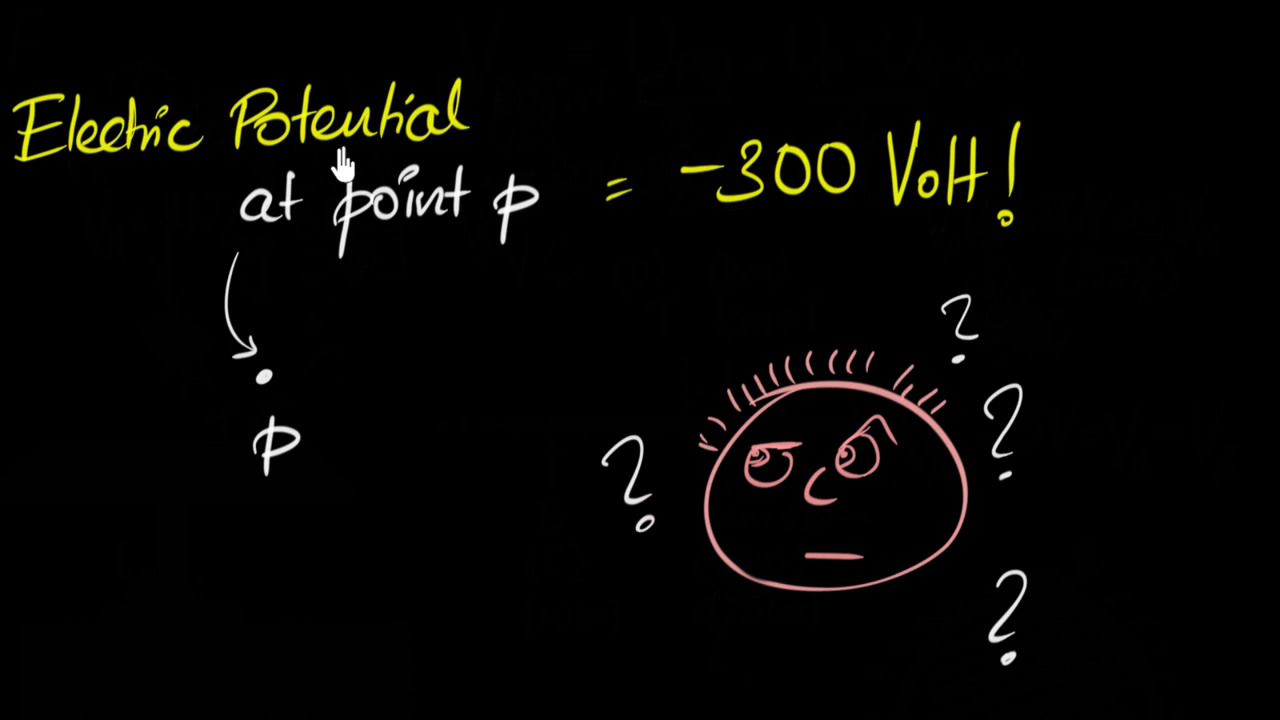 Electric Potential
at point p = -300 Volt!
p
?
?
?
?